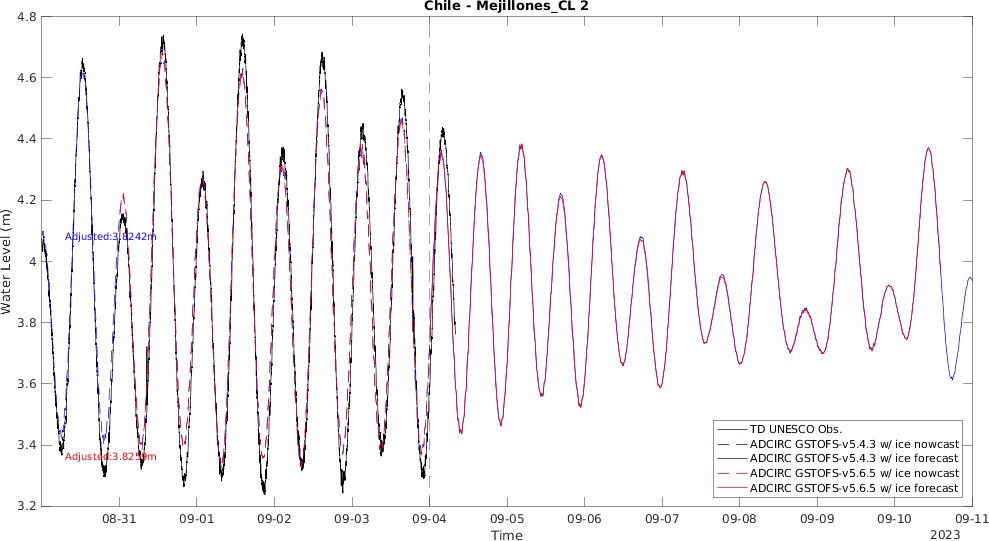 Chile - Mejillones_CL 2
Water Level (m)
4.8
4.6
4.4
4.2
4
3.8
3.6
3.4
3.2
Adjusted:3.8242m
Adjusted:3.8259m
TD UNESCO Obs.
ADCIRC GSTOFS-v5.4.3 w/ ice nowcast
ADCIRC GSTOFS-v5.4.3 w/ ice forecast
ADCIRC GSTOFS-v5.6.5 w/ ice nowcast
ADCIRC GSTOFS-v5.6.5 w/ ice forecast
08-31 09-01 09-02 09-03 09-04 09-05 09-06 09-07 09-08 09-09 09-10 09-11
Time
2023